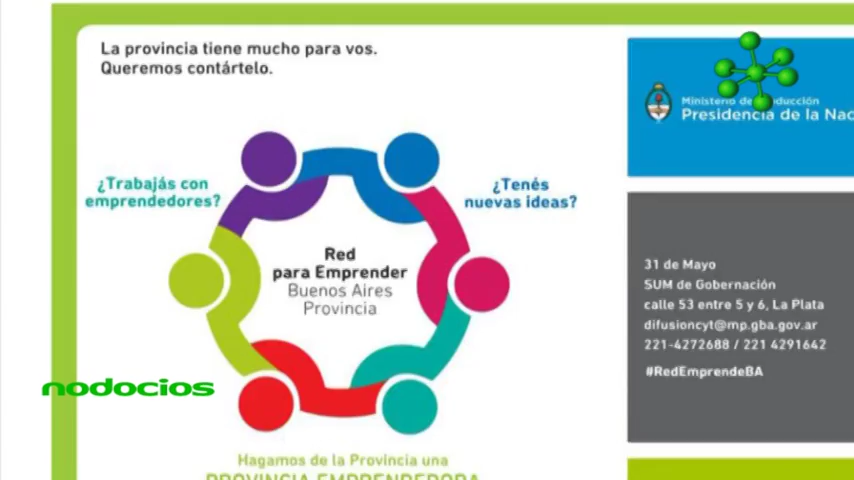 La provincia tiene mucho para vos.
Queremos contártelo.
¿Trabajás con
emprendedores?
¿Tenés
nuevas ideas?
Red
para Emprender
Buenos Aires
Provincia
nodocios
Hagamos de la Provincia una
PROVINCIA EMPRENDEDORA
Ministerio de
Presidencia de la Nac
31 de Mayo
SUM de Gobernación
calle 53 entre 5 y 6, La Plata
difusioncyt@mp.gba.gov.ar
221-4272688 / 221 4291642
#RedEmprendeBA